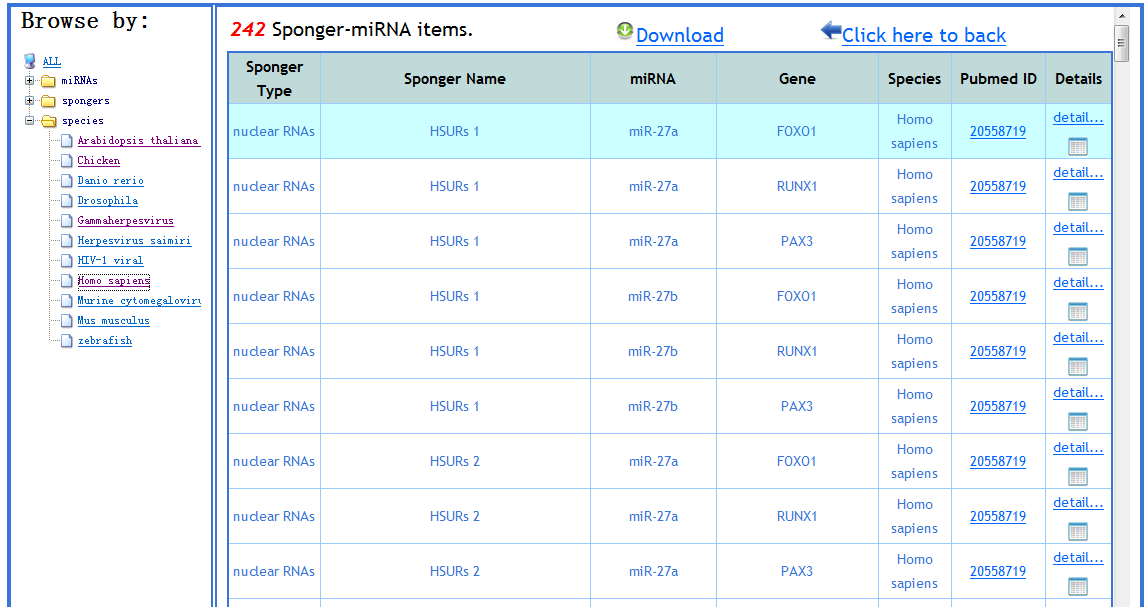 Browse by:
ALL
miRNAs
spongers
species
Arabidopsis thaliana
Chicken
Danio rerio
Drosophila
Gammaherpesvirus
Herpesvirus saimiri
HIV-1 viral
Homo sapiens
Murine cytomegaloviru
Mus musculus
zebrafish
242 Sponger-miRNA items. Download Click here to back
Sponger Type Sponger Name miRNA Gene Species Pubmed ID Details
nuclear RNAs HSURs 1 miR-27a FOXO1 Homo sapiens 20558719 detail...
nuclear RNAs HSURs 1 miR-27a RUNX1 Homo sapiens 20558719 detail...
nuclear RNAs HSURs 1 miR-27a PAX3 Homo sapiens 20558719 detail...
nuclear RNAs HSURs 1 miR-27b FOXO1 Homo sapiens 20558719 detail...
nuclear RNAs HSURs 1 miR-27b RUNX1 Homo sapiens 20558719 detail...
nuclear RNAs HSURs 1 miR-27b PAX3 Homo sapiens 20558719 detail...
nuclear RNAs HSURs 2 miR-27a FOXO1 Homo sapiens 20558719 detail...
nuclear RNAs HSURs 2 miR-27a RUNX1 Homo sapiens 20558719 detail...
nuclear RNAs HSURs 2 miR-27a PAX3 Homo sapiens 20558719 detail...